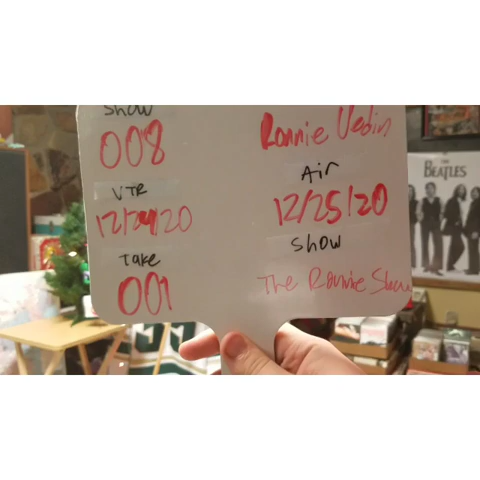 Show
008
VTR
12/24/20
Take
001
Ronnie
Air
12/25/20
Show
The Ronnie Show
THE
BEATLES